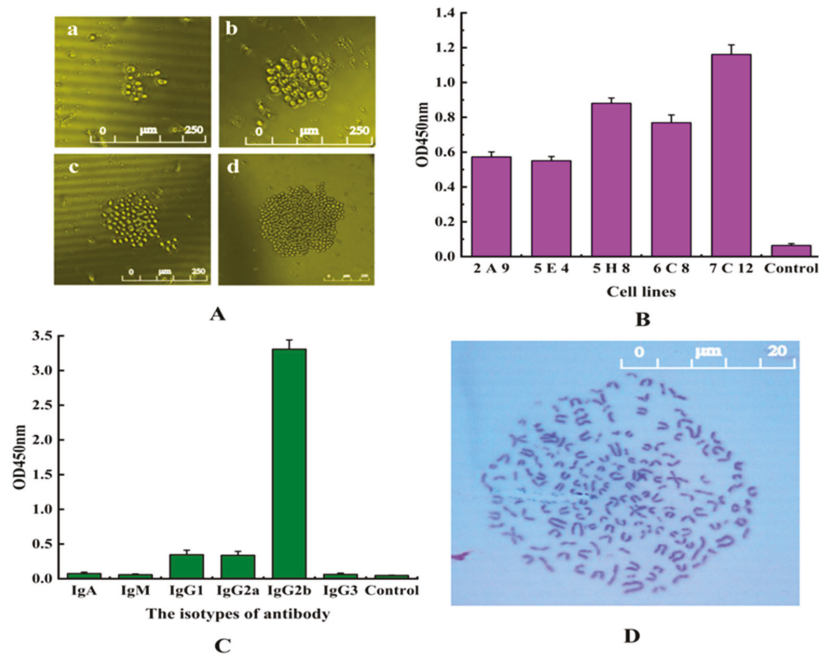 a
0 μm 250
b
0 μm 250
c
0 μm 250
d
A
OD450nm
1.4
1.2
1.0
0.8
0.6
0.4
0.2
0.0
2 A 9 5 E 4 5 H 8 6 C 8 7 C 12 Control
Cell lines
B
OD450nm
3.5
3.0
2.5
2.0
1.5
1.0
0.5
0.0
IgA IgM IgG1 IgG2a IgG2b IgG3 Control
The isotypes of antibody
C
0 μm 20
D